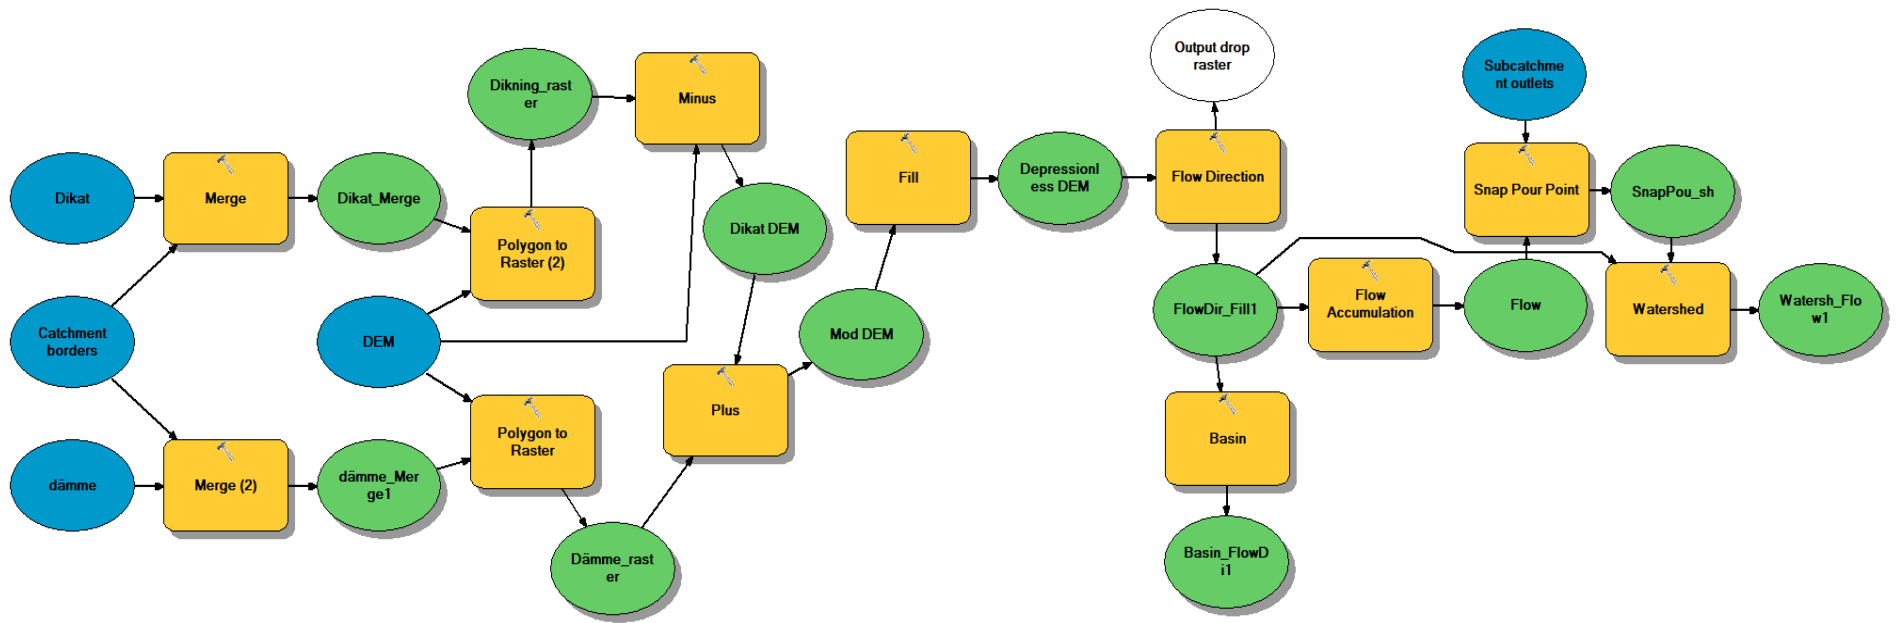 Dikat
Merge
Dikat_Merge
Catchment
borders
dämme
Merge (2)
dämme_Mer
ge1
DEM
Dikning_rast
er
Polygon to
Raster (2)
Polygon to
Raster
Dämme_rast
er
Minus
Dikat DEM
Plus
Mod DEM
Fill
Depressionl
ess DEM
Output drop
raster
Flow Direction
FlowDir_Fill1
Basin
Basin_FlowD
i1
Flow
Accumulation
Flow
Subcatchme
nt outlets
Snap Pour Point
SnapPou_sh
Watershed
Watersh_Flo
w1